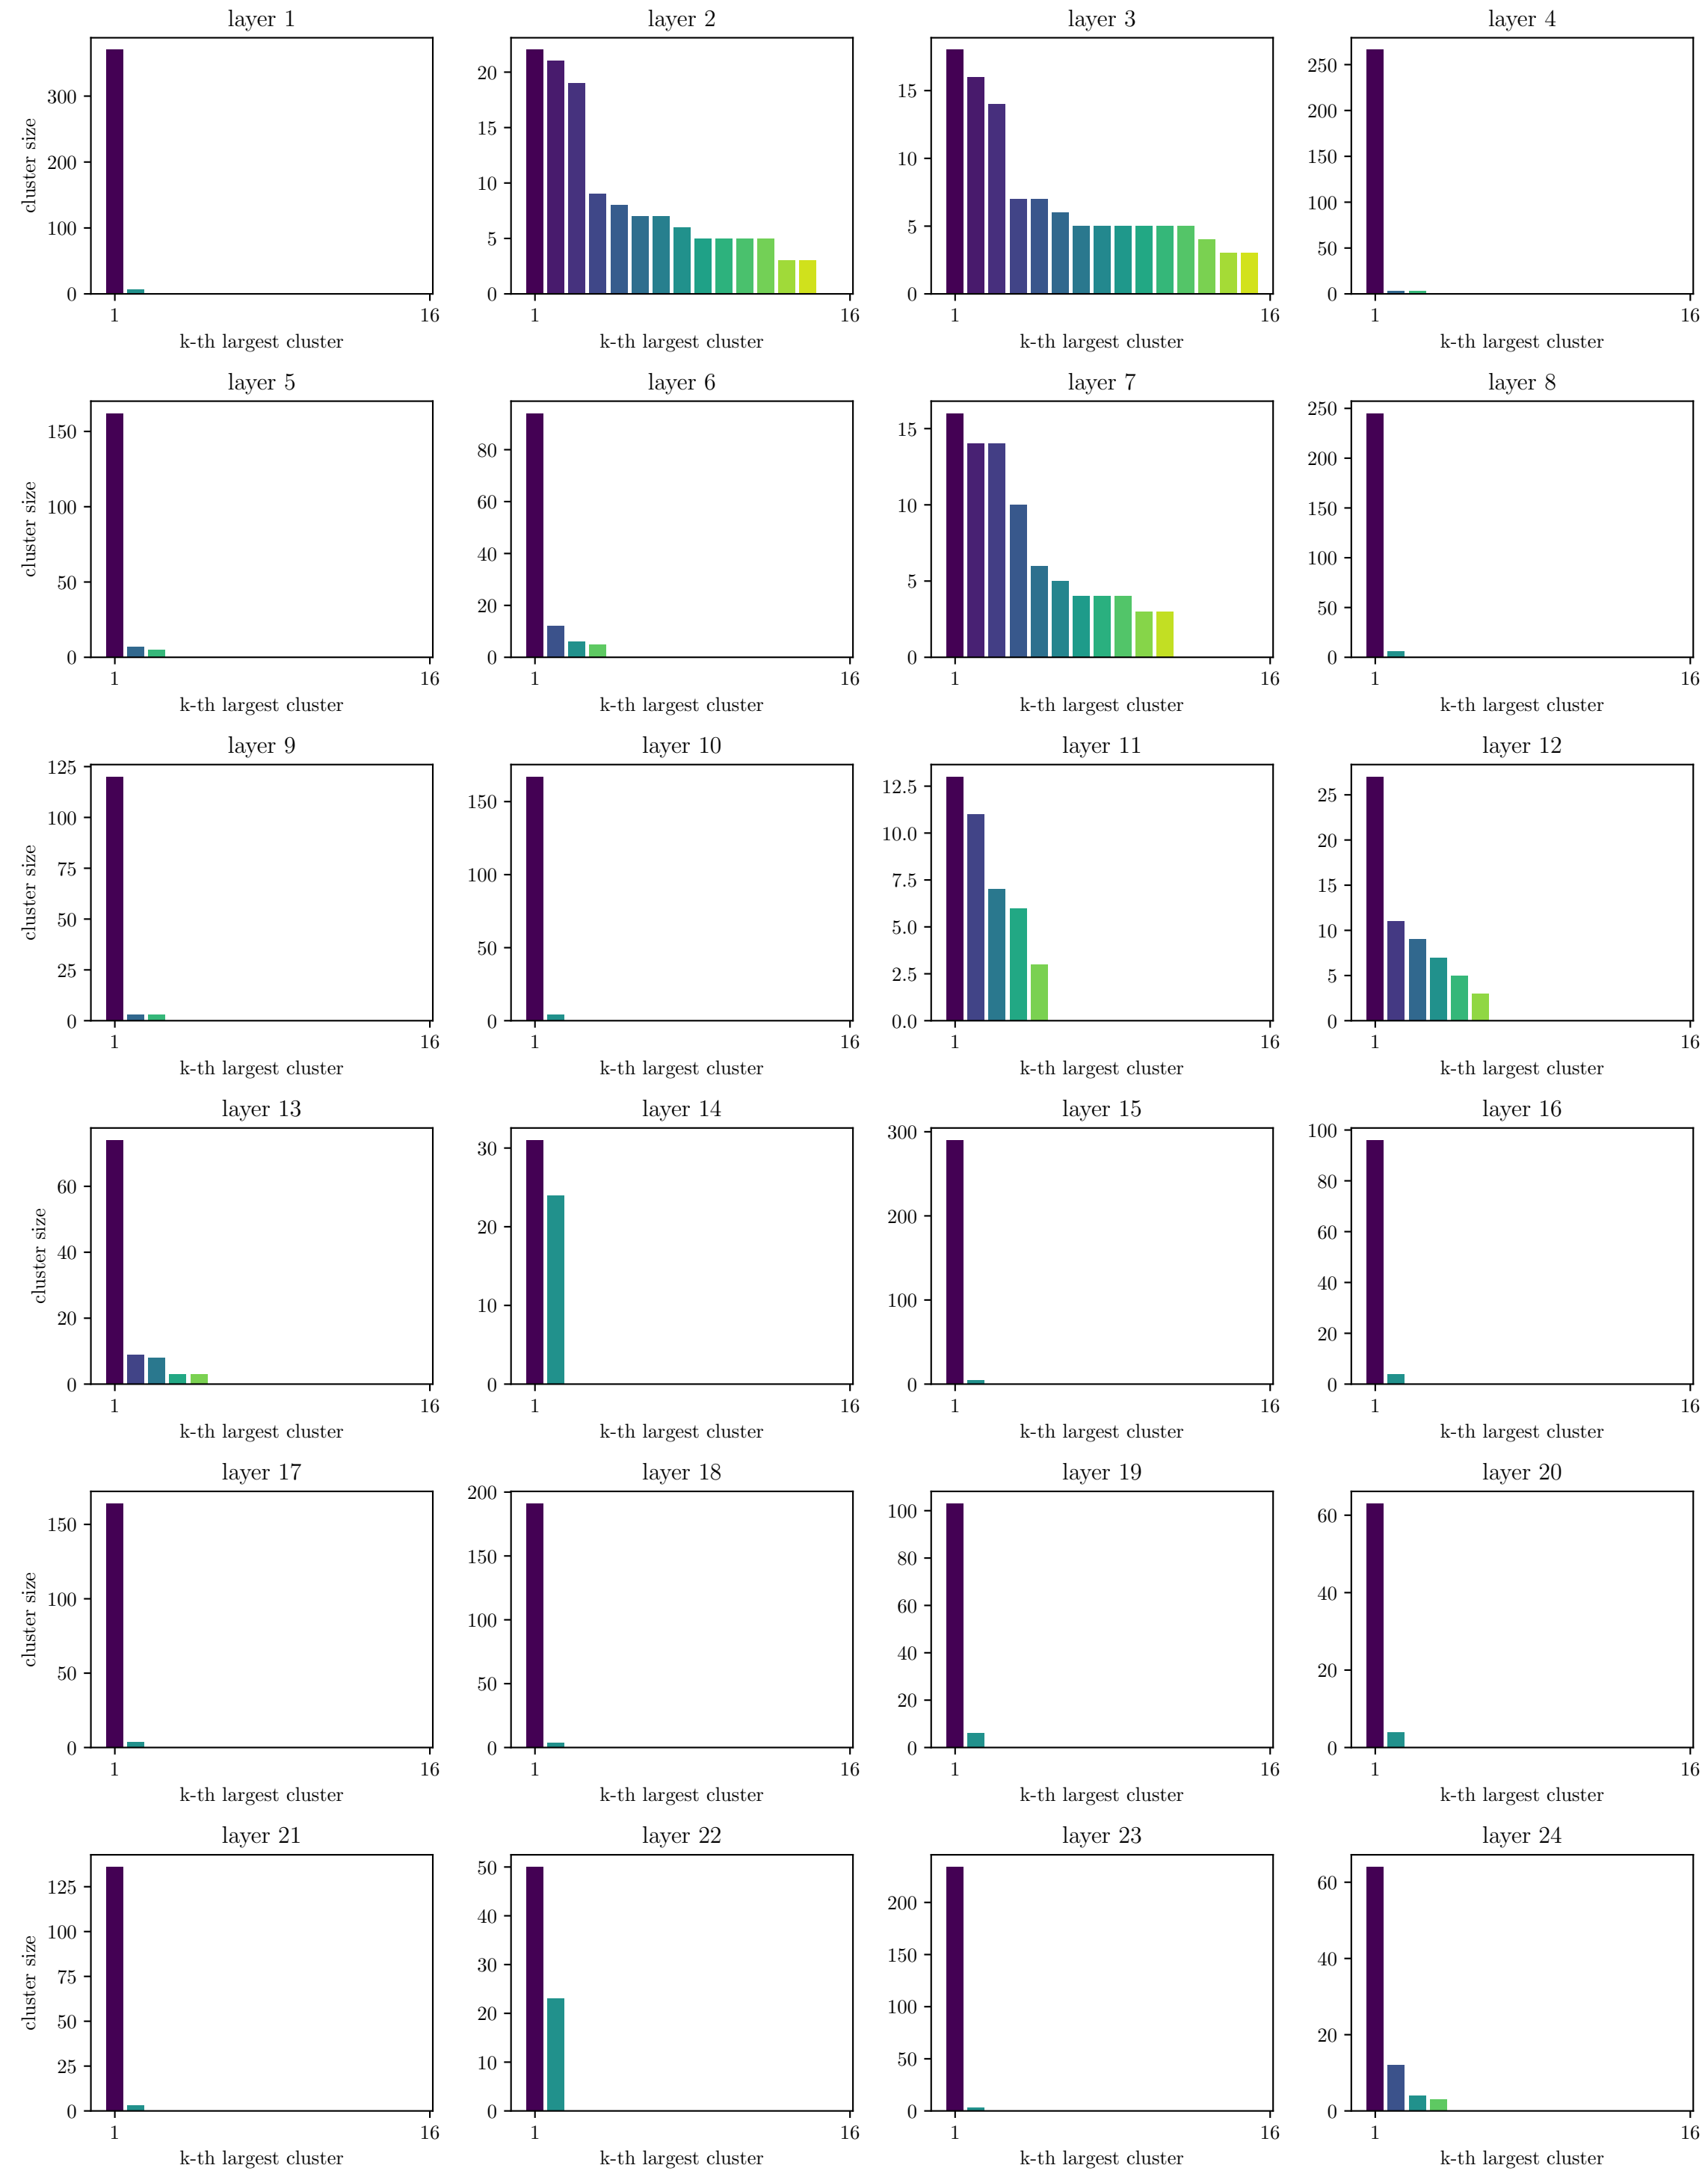 layer 1
cluster size
300
200
100
0
1 16
k-th largest cluster
layer 2
20
15
10
5
0
1 16
k-th largest cluster
layer 3
15
10
5
0
1 16
k-th largest cluster
layer 4
250
200
150
100
50
0
1 16
k-th largest cluster
layer 5
cluster size
150
100
50
0
1 16
k-th largest cluster
layer 6
80
60
40
20
0
1 16
k-th largest cluster
layer 7
15
10
5
0
1 16
k-th largest cluster
layer 8
250
200
150
100
50
0
1 16
k-th largest cluster
layer 9
cluster size
125
100
75
50
25
0
1 16
k-th largest cluster
layer 10
150
100
50
0
1 16
k-th largest cluster
layer 11
12.5
10.0
7.5
5.0
2.5
0.0
1 16
k-th largest cluster
layer 12
25
20
15
10
5
0
1 16
k-th largest cluster
layer 13
cluster size
60
40
20
0
1 16
k-th largest cluster
layer 14
30
20
10
0
1 16
k-th largest cluster
layer 15
300
200
100
0
1 16
k-th largest cluster
layer 16
100
80
60
40
20
0
1 16
k-th largest cluster
layer 17
cluster size
150
100
50
0
1 16
k-th largest cluster
layer 18
200
150
100
50
0
1 16
k-th largest cluster
layer 19
100
80
60
40
20
0
1 16
k-th largest cluster
layer 20
60
40
20
0
1 16
k-th largest cluster
layer 21
cluster size
125
100
75
50
25
0
1 16
k-th largest cluster
layer 22
50
40
30
20
10
0
1 16
k-th largest cluster
layer 23
200
150
100
50
0
1 16
k-th largest cluster
layer 24
60
40
20
0
1 16
k-th largest cluster